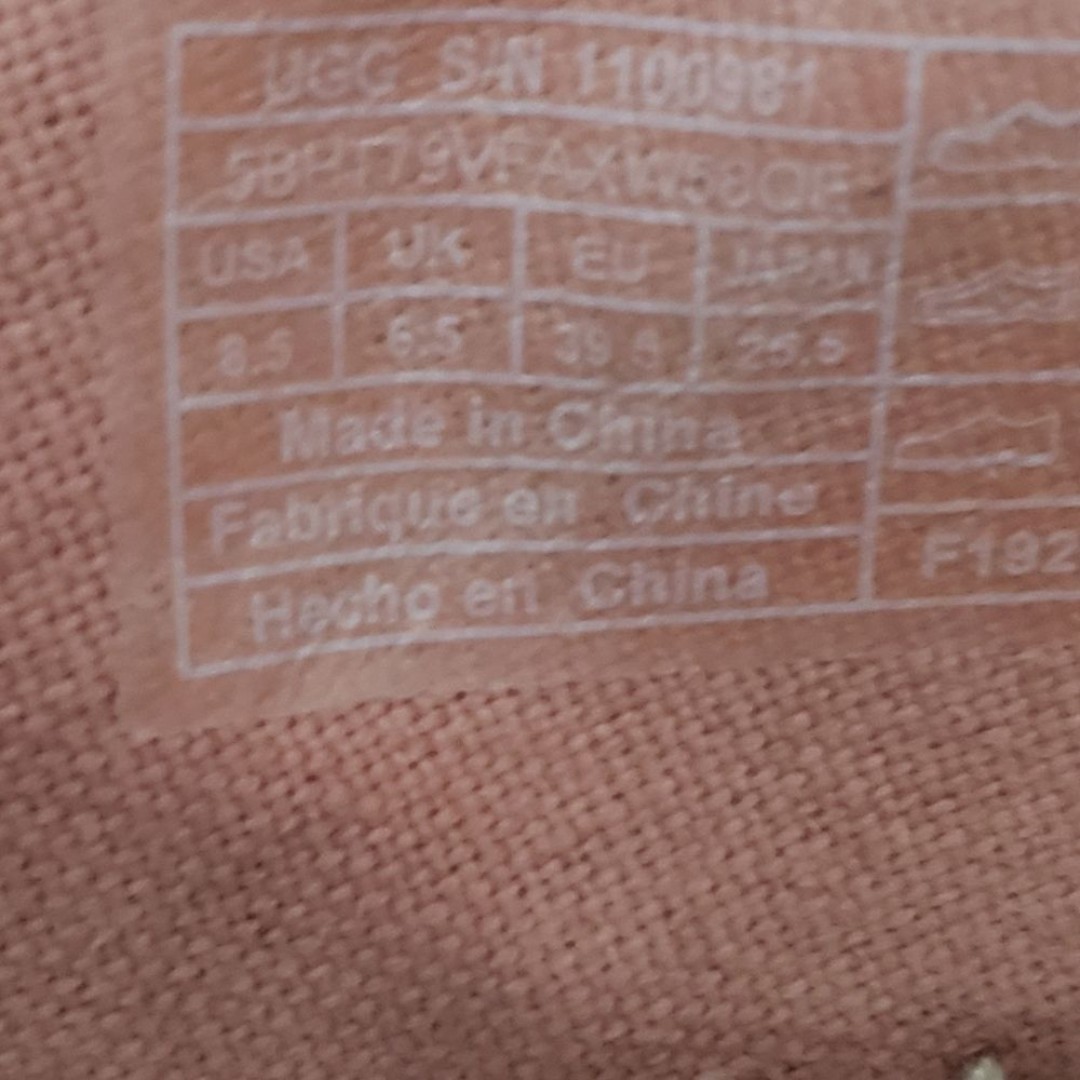 S/N 1100981
USA UK EU JAPAN
8.5 6.5 39.5 25.5
Made in China
Fabrique en Chine
Hecho en China
F192